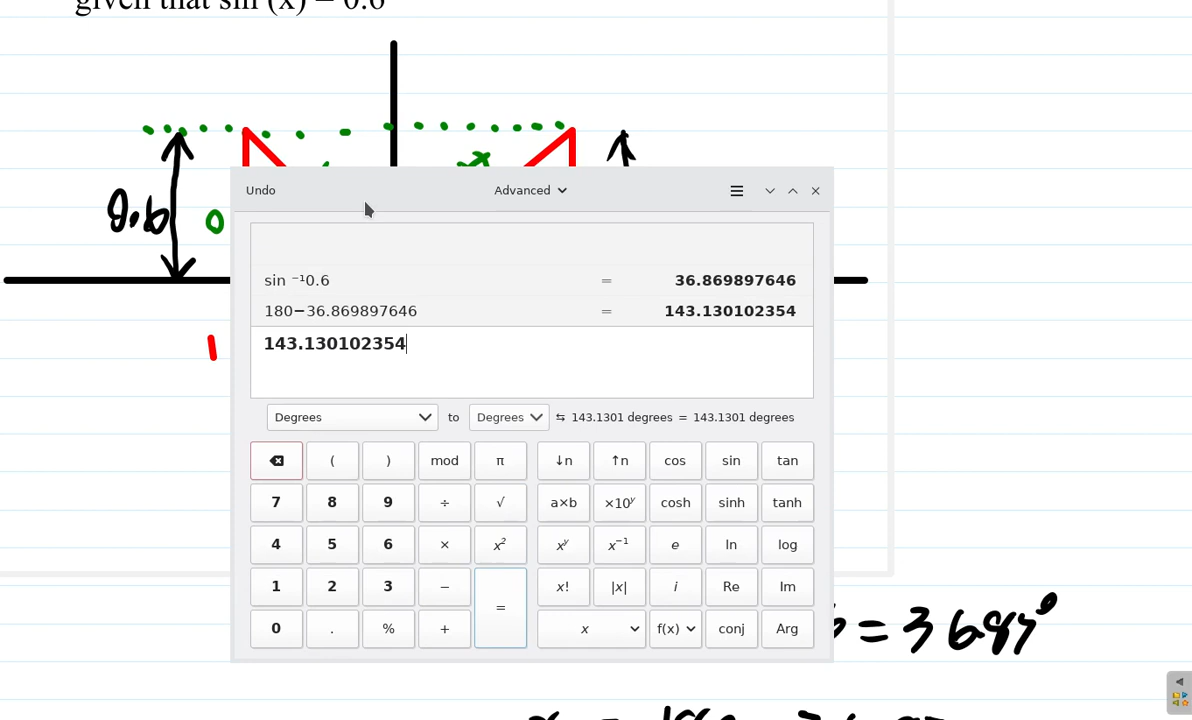 given that sin (x) = 0.6
0.6
0
Undo
Advanced
sin ⁻¹0.6 = 36.869897646
180−36.869897646 = 143.130102354
143.130102354
Degrees to Degrees ⇆ 143.1301 degrees = 143.1301 degrees
( ) mod π ↓n ↑n cos sin tan
7 8 9 ÷ √ a×b ×10ʸ cosh sinh tanh
4 5 6 × x² xʸ x⁻¹ e ln log
1 2 3 − = x! |x| i Re Im
0 . % + x f(x) conj Arg
= 36.87°